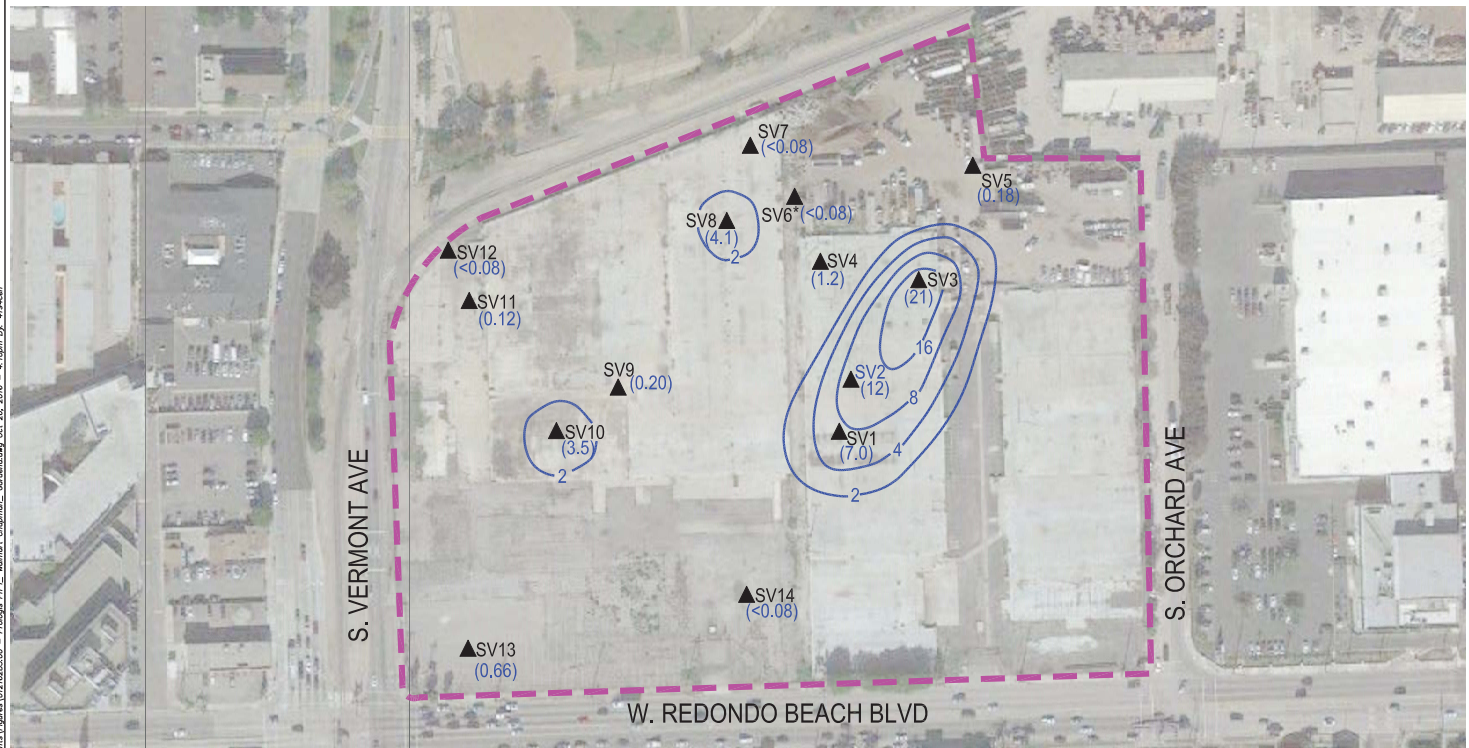 SV7
(<0.08)
SV5
(0.18)
SV6*(<0.08)
SV8
(4.1)
2
SV12
(<0.08)
SV4
(1.2)
SV3
(21)
SV11
(0.12)
16
SV9
(0.20)
SV2
(12)
8
SV10
(3.5)
SV1
(7.0)
4
2
2
S. VERMONT AVE
S. ORCHARD AVE
SV14
(<0.08)
SV13
(0.66)
W. REDONDO BEACH BLVD